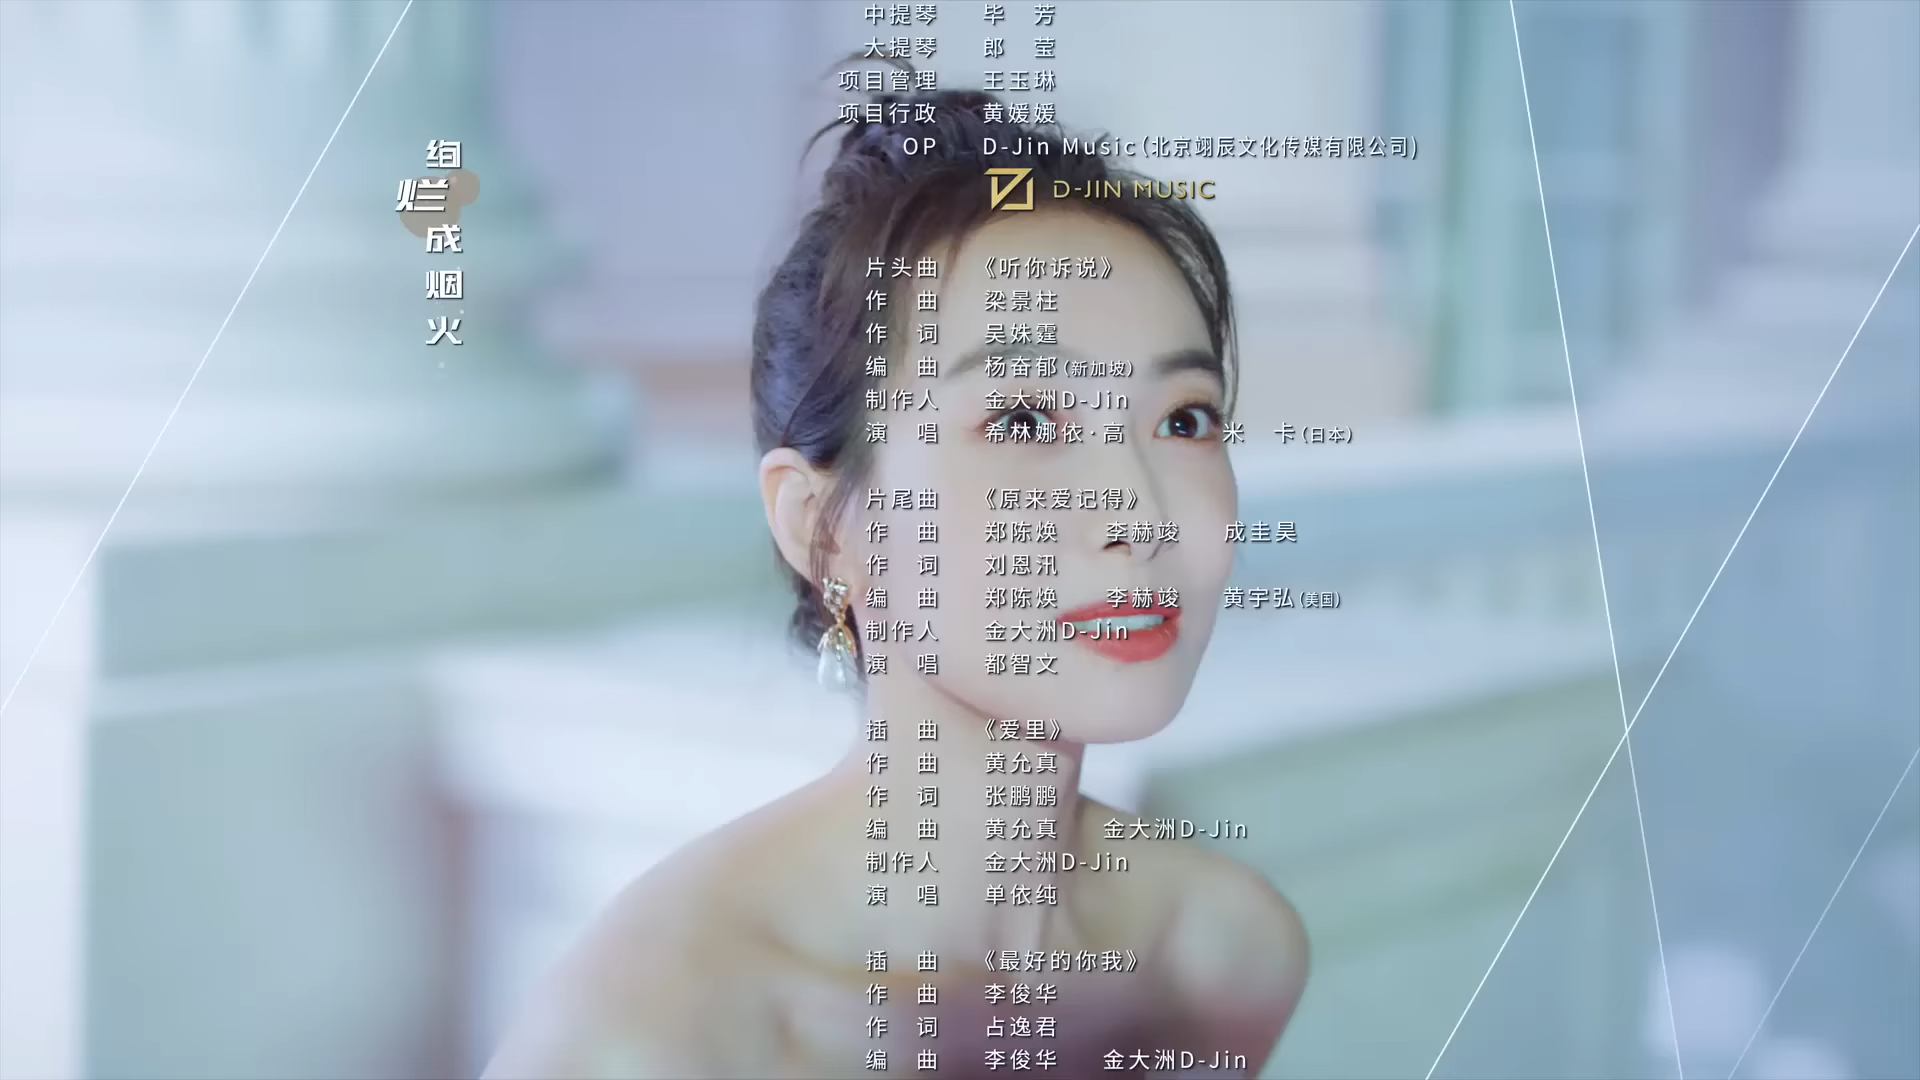 中提琴 毕 芳
大提琴 郎 莹
项目管理 王玉琳
项目行政 黄媛媛
OP D-Jin Music(北京翊辰文化传媒有限公司)
D-JIN MUSIC
绚
烂
成
烟
火
片头曲 《听你诉说》
作 曲 梁景柱
作 词 吴姝霆
编 曲 杨奋郁(新加坡)
制作人 金大洲D-Jin
演 唱 希林娜依·高 米 卡(日本)
片尾曲 《原来爱记得》
作 曲 郑陈焕 李赫竣 成圭昊
作 词 刘恩汛
编 曲 郑陈焕 李赫竣 黄宇弘(美国)
制作人 金大洲D-Jin
演 唱 都智文
插 曲 《爱里》
作 曲 黄允真
作 词 张鹏鹏
编 曲 黄允真 金大洲D-Jin
制作人 金大洲D-Jin
演 唱 单依纯
插 曲 《最好的你我》
作 曲 李俊华
作 词 占逸君
编 曲 李俊华 金大洲D-Jin